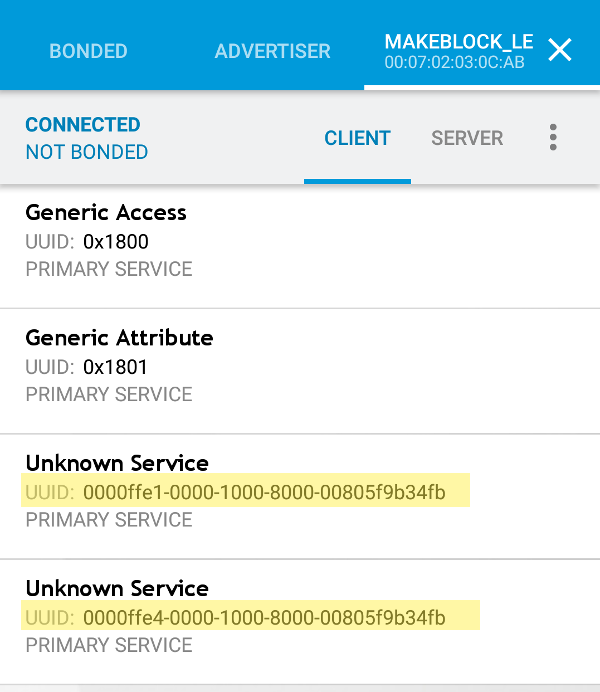 BONDED
ADVERTISER
MAKEBLOCK_LE
00:07:02:03:0C:AB
CONNECTED
NOT BONDED
CLIENT
SERVER
Generic Access
UUID: 0x1800
PRIMARY SERVICE
Generic Attribute
UUID: 0x1801
PRIMARY SERVICE
Unknown Service
UUID: 0000ffe1-0000-1000-8000-00805f9b34fb
PRIMARY SERVICE
Unknown Service
UUID: 0000ffe4-0000-1000-8000-00805f9b34fb
PRIMARY SERVICE